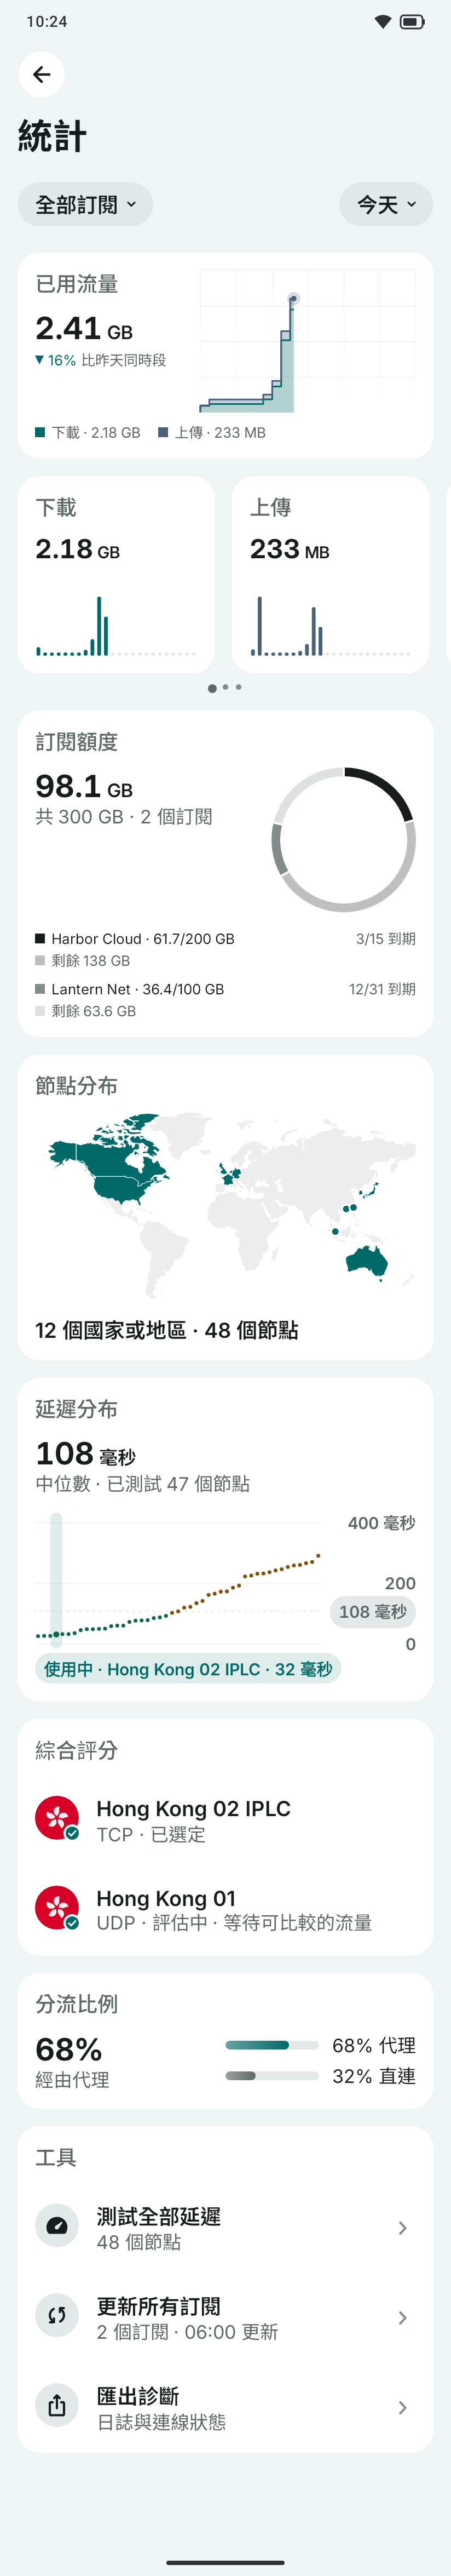 10:24
統計
全部訂閱
今天
已用流量
2.41 GB
▼ 16% 比昨天同時段
下載 · 2.18 GB
上傳 · 233 MB
下載
2.18 GB
上傳
233 MB
訂閱額度
98.1 GB
共 300 GB · 2 個訂閱
Harbor Cloud · 61.7/200 GB
3/15 到期
剩餘 138 GB
Lantern Net · 36.4/100 GB
12/31 到期
剩餘 63.6 GB
節點分布
12 個國家或地區 · 48 個節點
延遲分布
108 毫秒
中位數 · 已測試 47 個節點
400 毫秒
200
108 毫秒
0
使用中 · Hong Kong 02 IPLC · 32 毫秒
綜合評分
Hong Kong 02 IPLC
TCP · 已選定
Hong Kong 01
UDP · 評估中 · 等待可比較的流量
分流比例
68%
經由代理
68% 代理
32% 直連
工具
測試全部延遲
48 個節點
更新所有訂閱
2 個訂閱 · 06:00 更新
匯出診斷
日誌與連線狀態